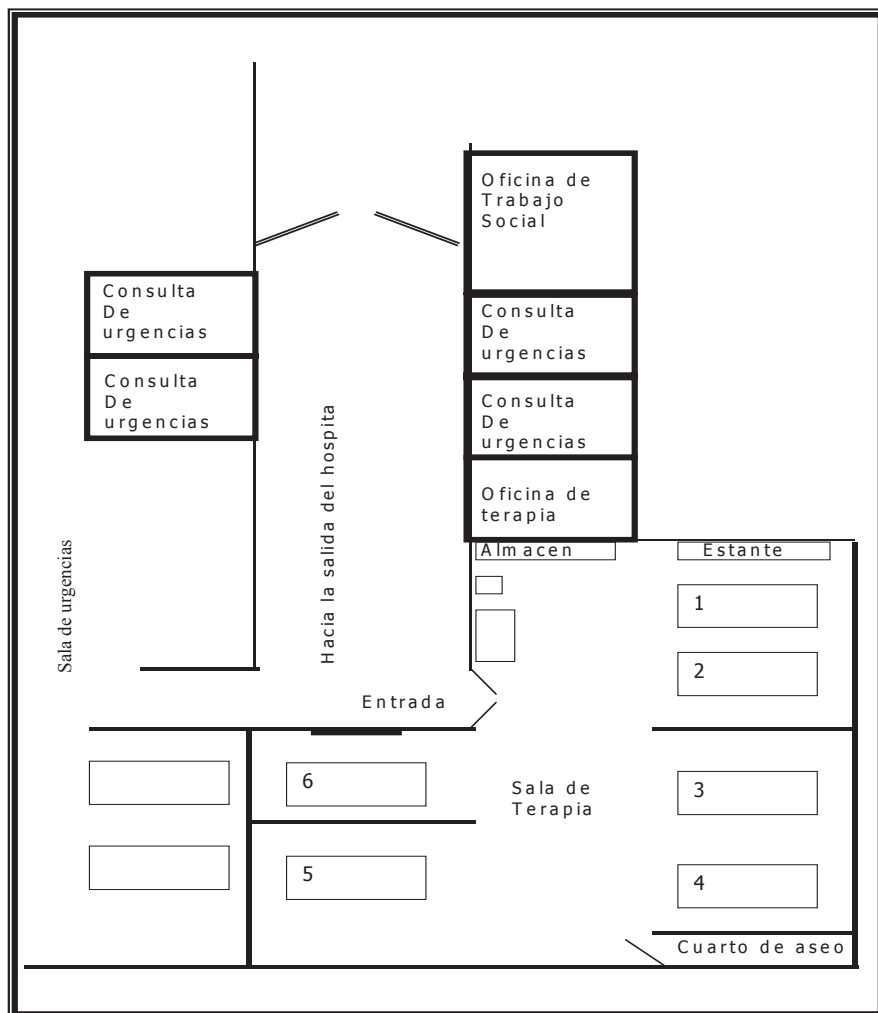 Oficina de
Trabajo
Social
Consulta
De
urgencias
Consulta
De
urgencias
Consulta
De
urgencias
Consulta
De
urgencias
Oficina de
terapia
Hacia la salida del hospita
Sala de urgencias
Almacen
Estante
1
2
Entrada
6
Sala de
Terapia
3
5
4
Cuarto de aseo